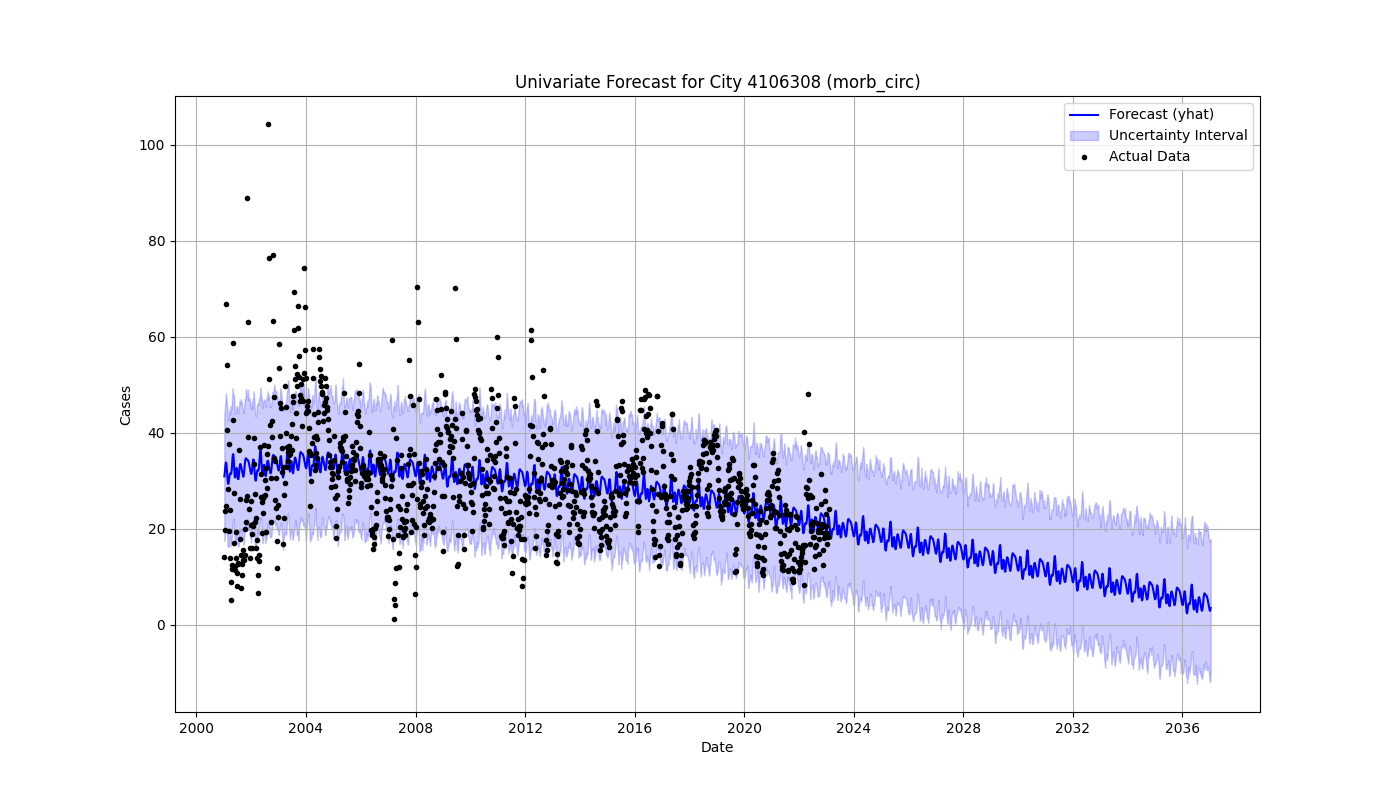 Univariate Forecast for City 4106308 (morb_circ)
Forecast (yhat)
Uncertainty Interval
Actual Data
Cases
100
80
60
40
20
0
2000 2004 2008 2012 2016 2020 2024 2028 2032 2036
Date